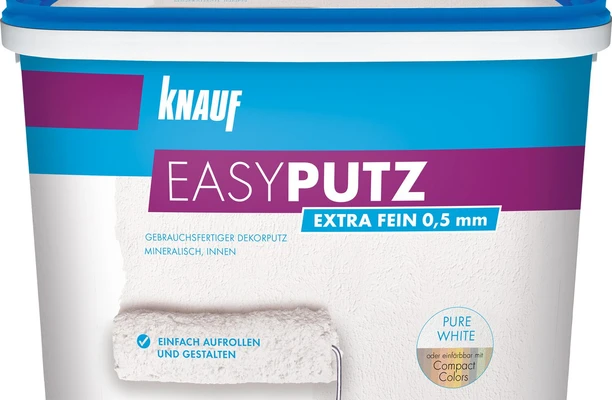 KNAUF
EASYPUTZ
EXTRA FEIN 0,5 mm
GEBRAUCHSFERTIGER DEKORPUTZ
MINERALISCH, INNEN
EINFACH AUFROLLEN
UND GESTALTEN
PURE
WHITE
oder einfärbbar mit
Compact
Colors